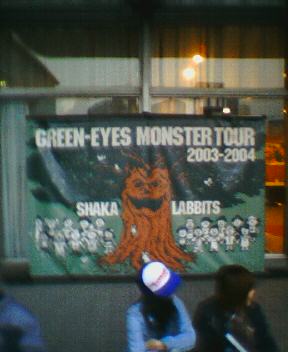 GREEN-EYES MONSTER TOUR
2003-2004
SHAKA LABBITS